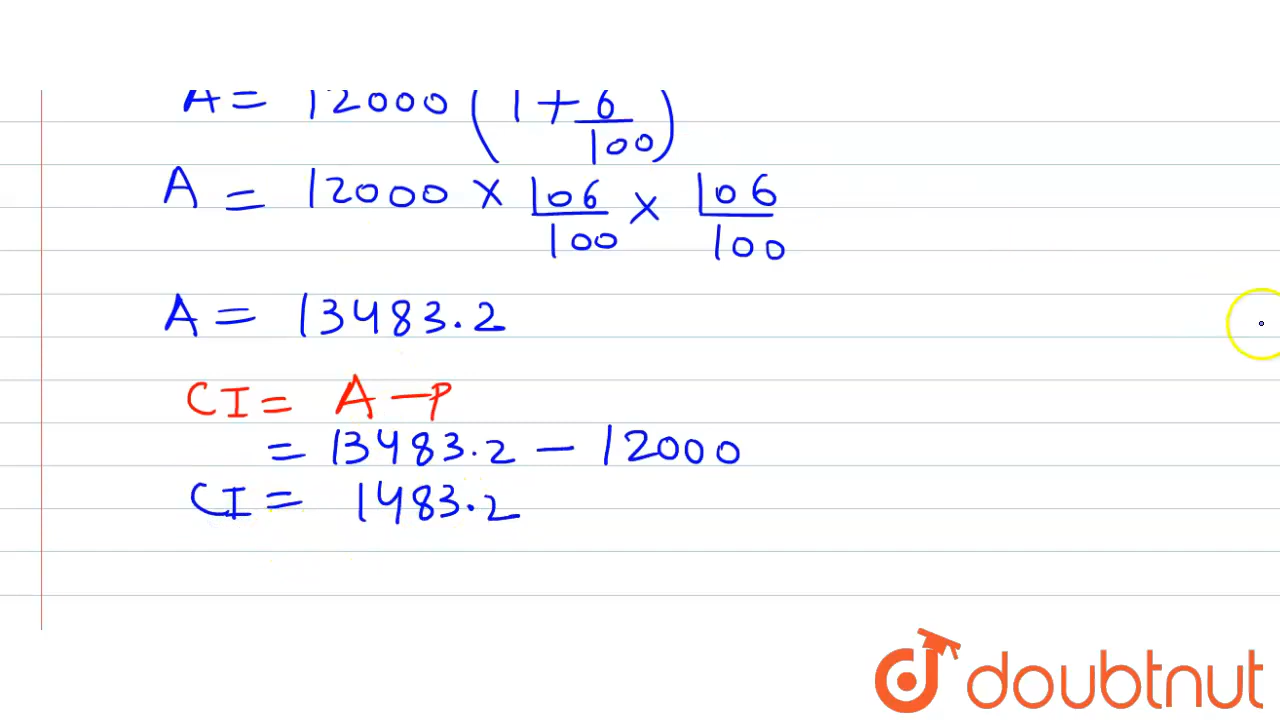 A = 12000 (1 + 6/100)
A = 12000 × 106/100 × 106/100
A = 13483.2
CI = A - P
= 13483.2 - 12000
CI = 1483.2
doubtnut